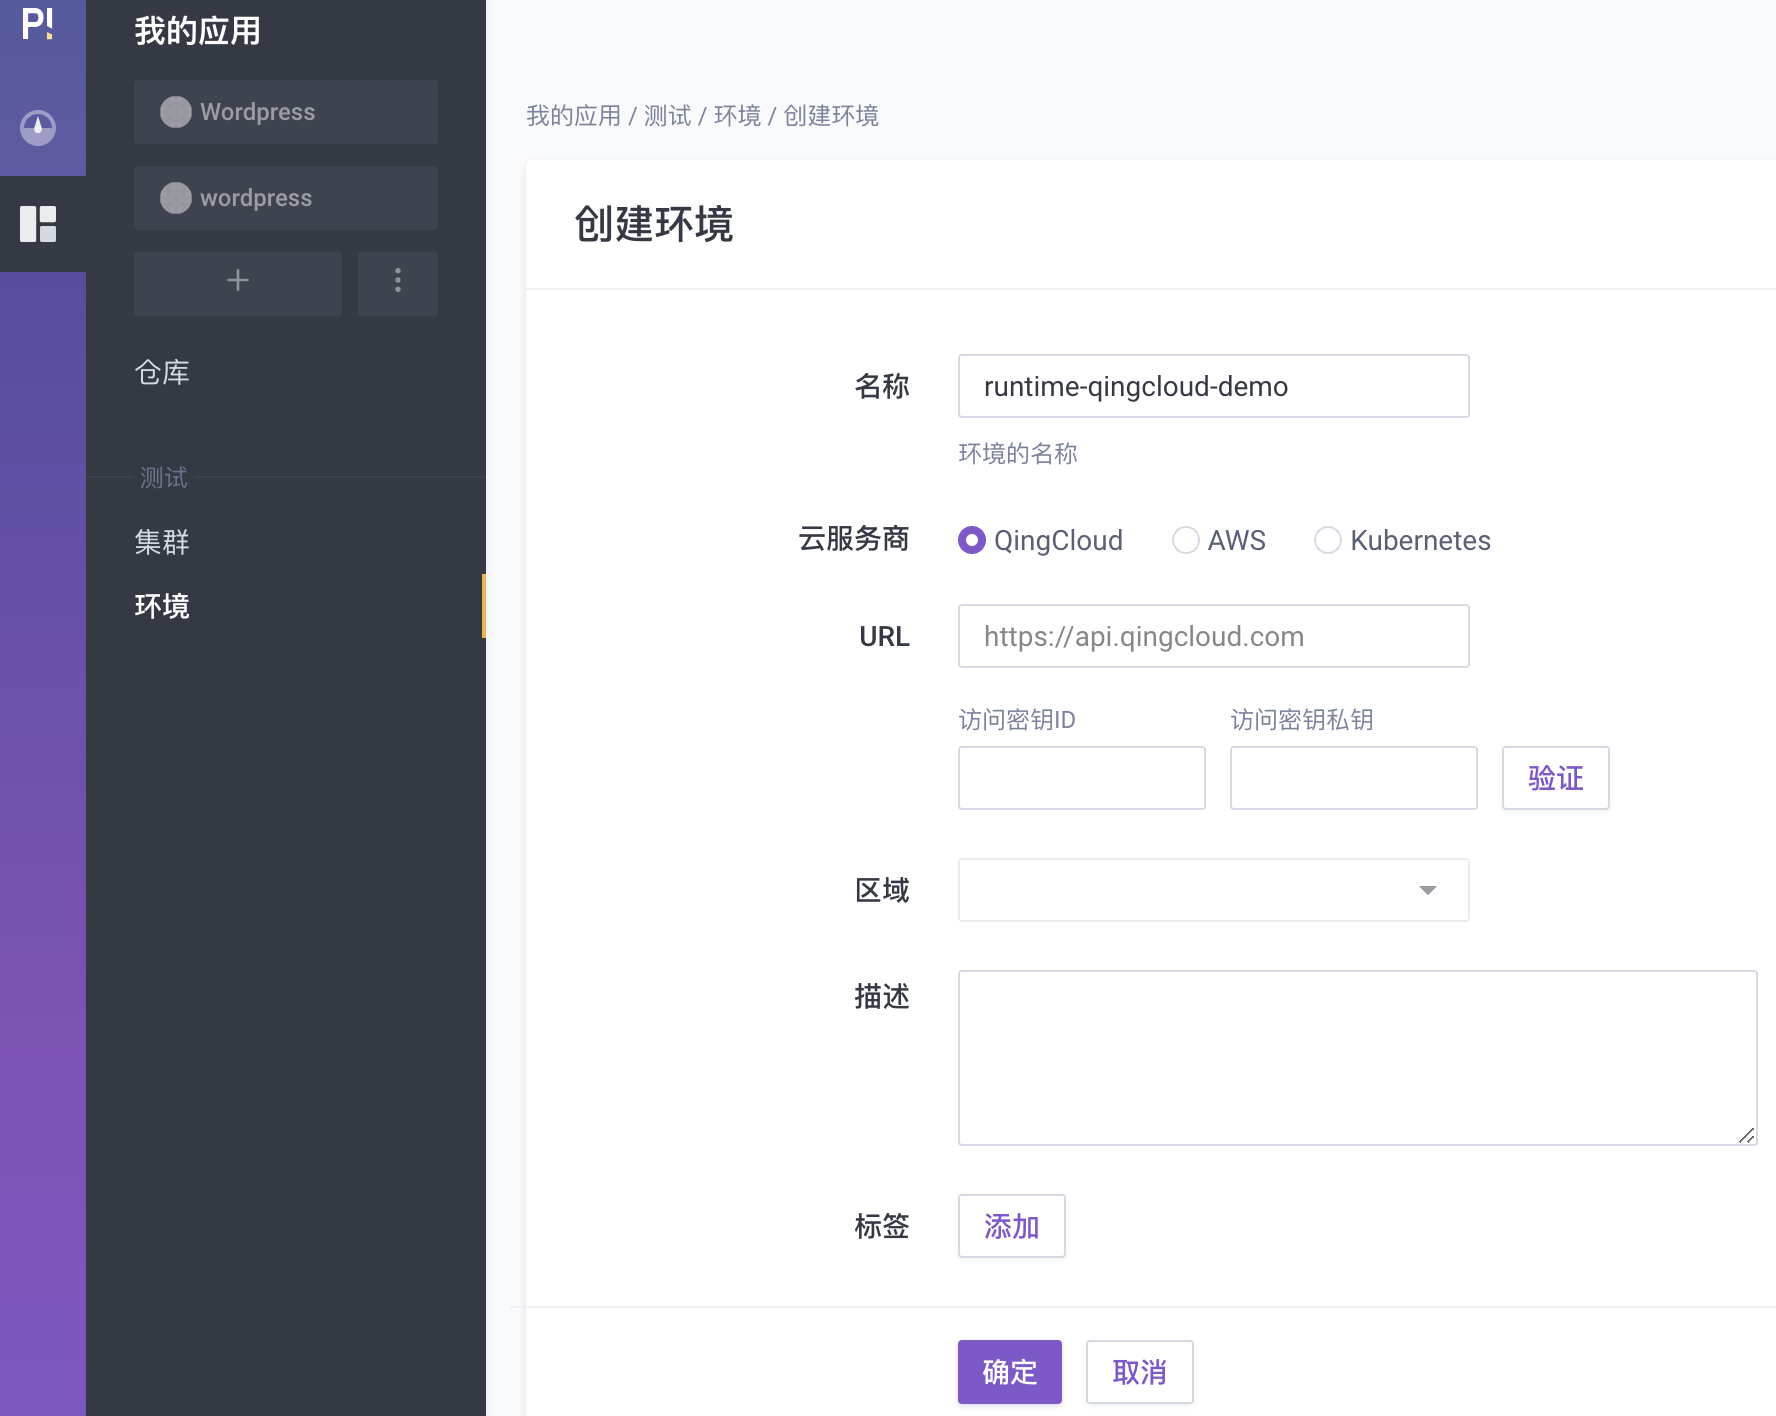 P!
我的应用
Wordpress
wordpress
仓库
测试
集群
环境
我的应用 / 测试 / 环境 / 创建环境
创建环境
名称 runtime-qingcloud-demo
环境的名称
云服务商 QingCloud AWS Kubernetes
URL https://api.qingcloud.com
访问密钥ID 访问密钥私钥
验证
区域
描述
标签 添加
确定 取消